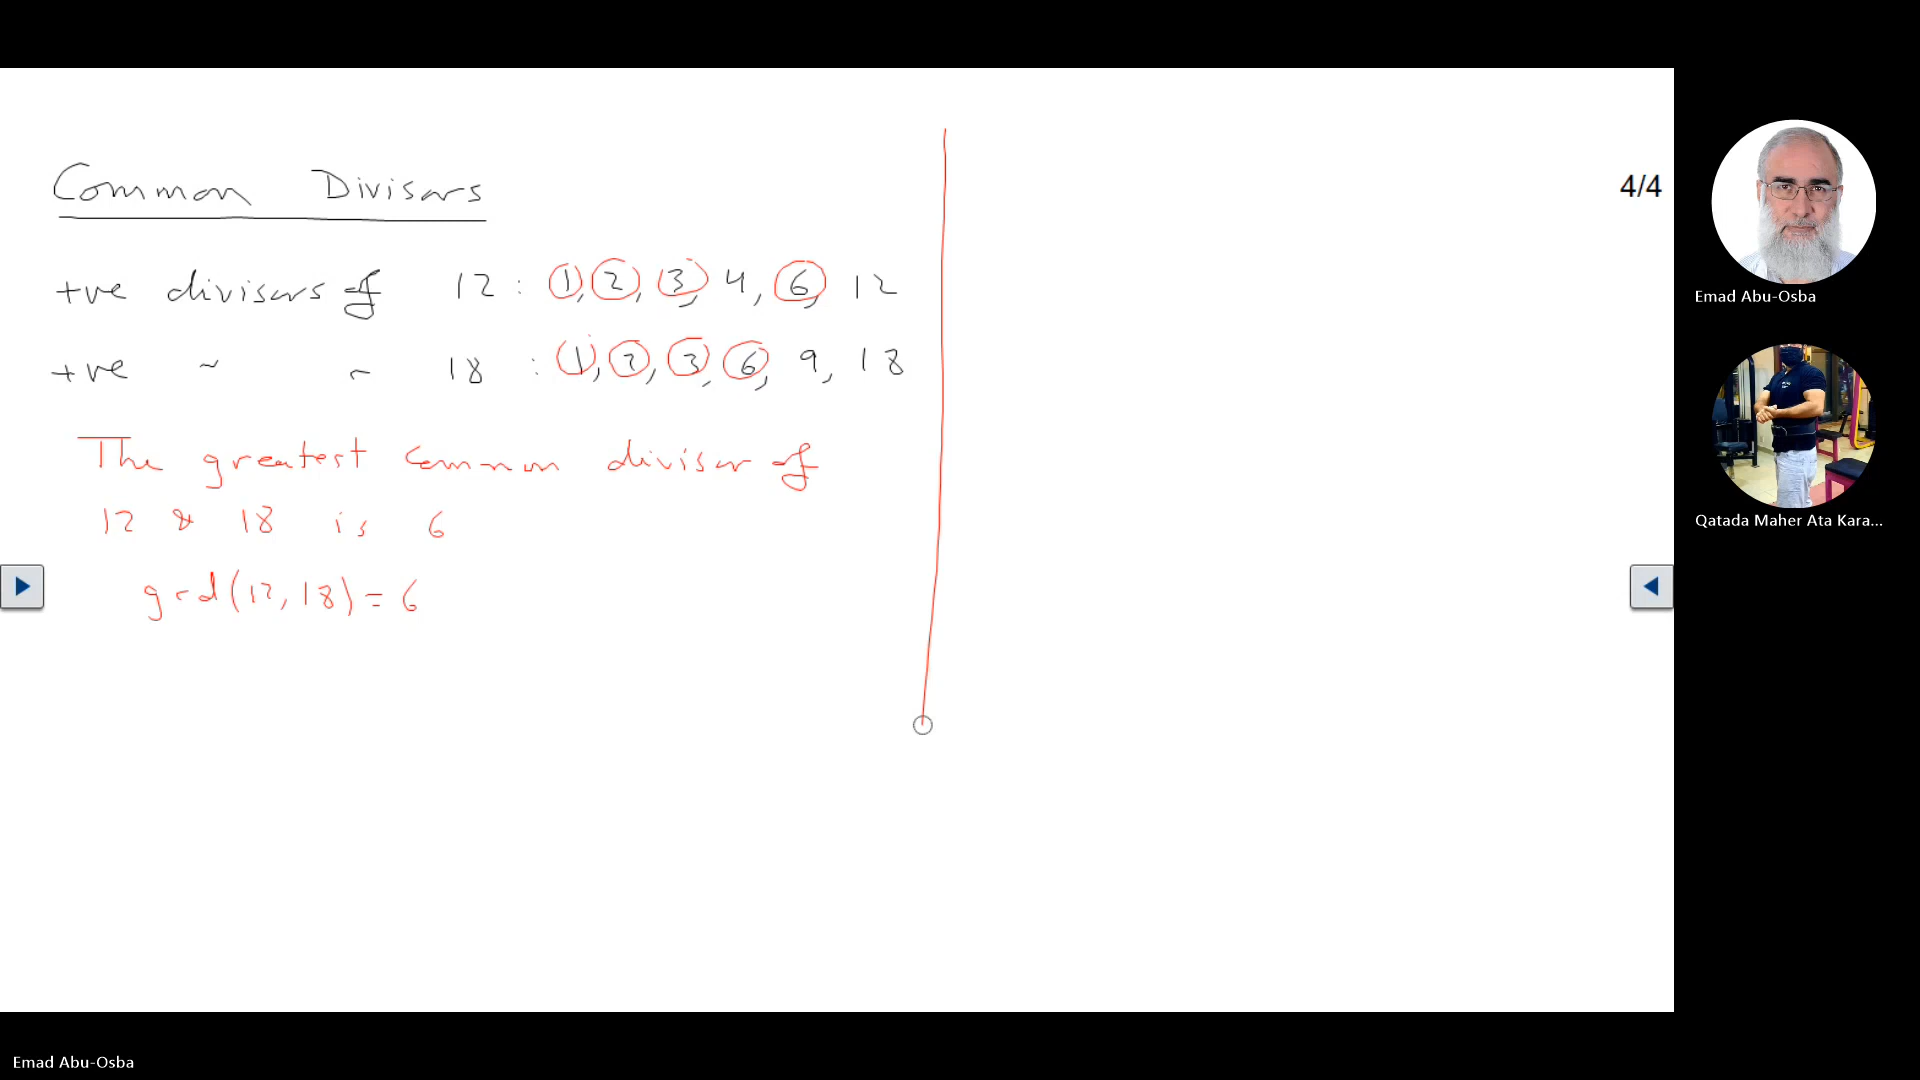 Common Divisors
+ve divisors of 12 : 1, 2, 3, 4, 6, 12
+ve ~ ~ 18 : 1, 2, 3, 6, 9, 18
The greatest common divisor of
12 & 18 is 6
gcd(12, 18) = 6
4/4
Emad Abu-Osba
Qatada Maher Ata Kara...
Emad Abu-Osba